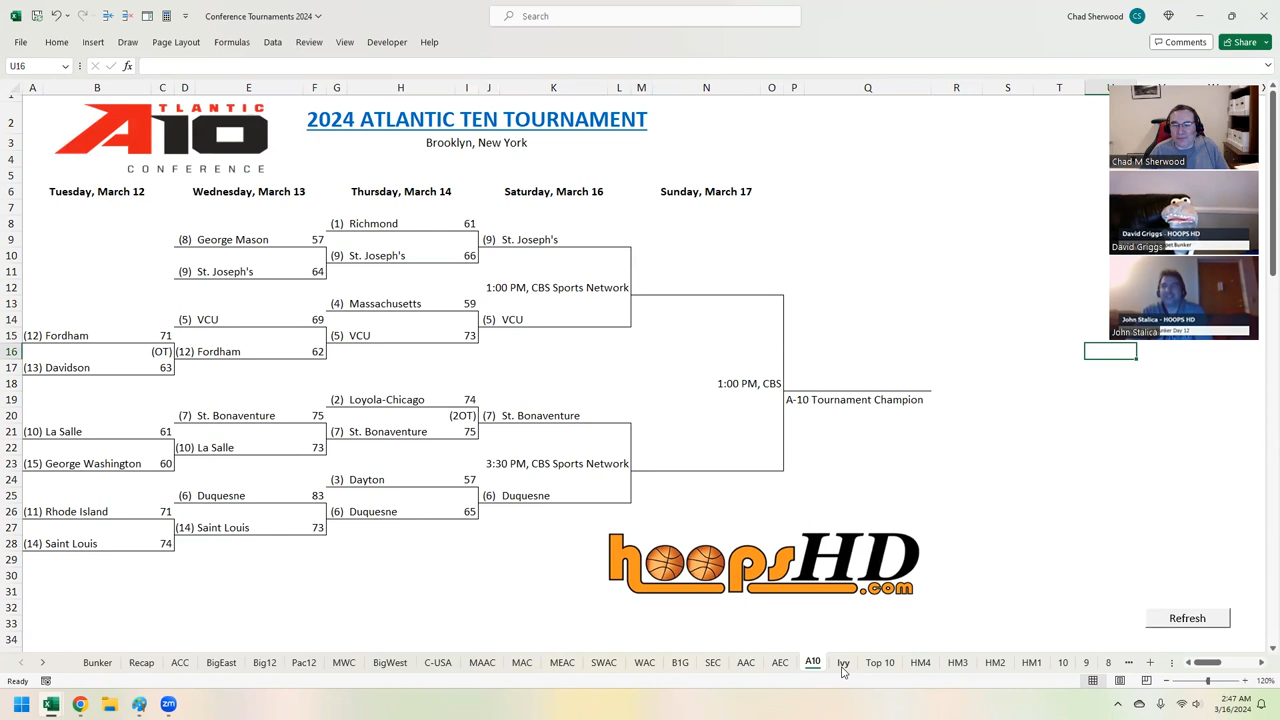 Conference Tournaments 2024
Search
Chad Sherwood CS
File Home Insert Draw Page Layout Formulas Data Review View Developer Help
Comments Share
U16 fx
A B C D E F G H I J K L M N O P Q R S T U
ATLANTIC
A10
CONFERENCE
2024 ATLANTIC TEN TOURNAMENT
Brooklyn, New York
Tuesday, March 12 Wednesday, March 13 Thursday, March 14 Saturday, March 16 Sunday, March 17
(1) Richmond 61
(8) George Mason 57 (9) St. Joseph's
(9) St. Joseph's 66
(9) St. Joseph's 64
1:00 PM, CBS Sports Network
(4) Massachusetts 59
(5) VCU 69 (5) VCU
(12) Fordham 71 (5) VCU 73
(OT) (12) Fordham 62
(13) Davidson 63
1:00 PM, CBS
(2) Loyola-Chicago 74 A-10 Tournament Champion
(7) St. Bonaventure 75 (2OT) (7) St. Bonaventure
(10) La Salle 61 (7) St. Bonaventure 75
(10) La Salle 73
(15) George Washington 60 3:30 PM, CBS Sports Network
(3) Dayton 57
(6) Duquesne 83 (6) Duquesne
(11) Rhode Island 71 (6) Duquesne 65
(14) Saint Louis 73
(14) Saint Louis 74
hoopsHD
.com
Chad M Sherwood
David Griggs - HOOPS HD
David Griggs
John Stalica - HOOPS HD
John Stalica
Refresh
Bunker Recap ACC BigEast Big12 Pac12 MWC BigWest C-USA MAAC MAC MEAC SWAC WAC B1G SEC AAC AEC A10 Ivy Top 10 HM4 HM3 HM2 HM1 10 9 8
Ready 120%
2:47 AM
3/16/2024